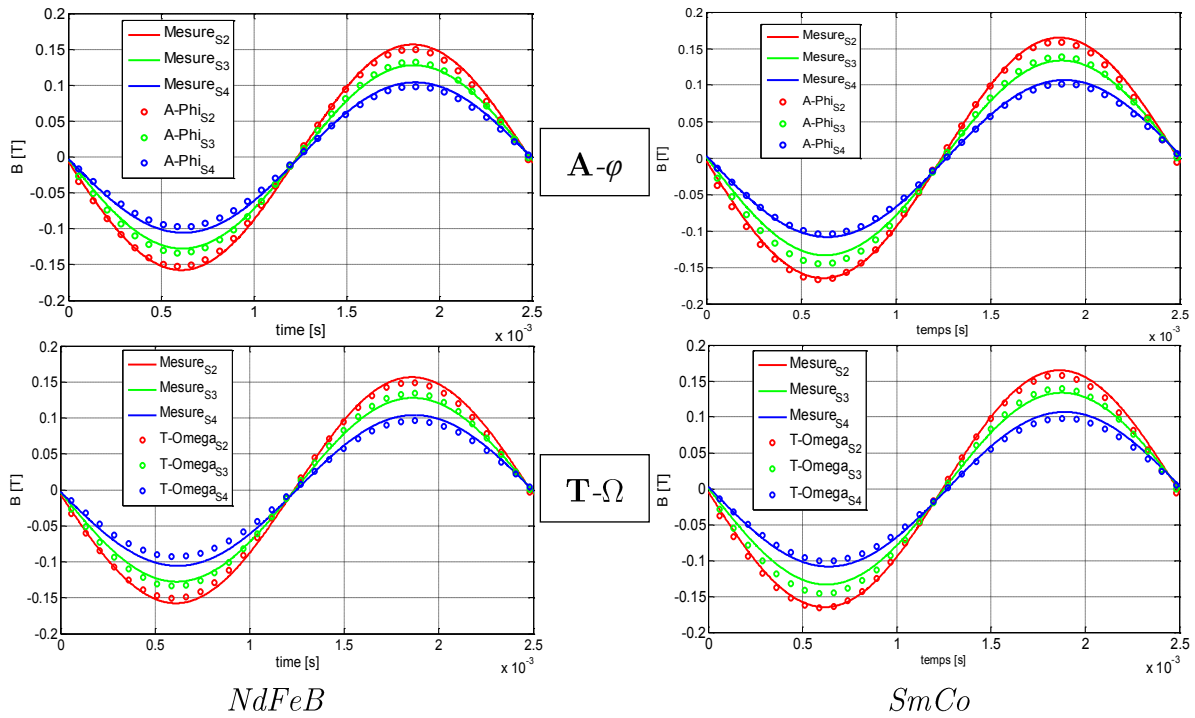 0.2
0.15
0.1
0.05
0
-0.05
-0.1
-0.15
-0.2
B [T]
Mesure_S2
Mesure_S3
Mesure_S4
A-Phi_S2
A-Phi_S3
A-Phi_S4
0 0.5 1 1.5 2 2.5
time [s]
x 10^-3
A-φ
0.2
0.15
0.1
0.05
0
-0.05
-0.1
-0.15
-0.2
B [T]
Mesure_S2
Mesure_S3
Mesure_S4
A-Phi_S2
A-Phi_S3
A-Phi_S4
0 0.5 1 1.5 2 2.5
temps [s]
x 10^-3
0.2
0.15
0.1
0.05
0
-0.05
-0.1
-0.15
-0.2
B [T]
Mesure_S2
Mesure_S3
Mesure_S4
T-Omega_S2
T-Omega_S3
T-Omega_S4
0 0.5 1 1.5 2 2.5
time [s]
x 10^-3
T-Ω
0.2
0.15
0.1
0.05
0
-0.05
-0.1
-0.15
-0.2
B [T]
Mesure_S2
Mesure_S3
Mesure_S4
T-Omega_S2
T-Omega_S3
T-Omega_S4
0 0.5 1 1.5 2 2.5
temps [s]
x 10^-3
NdFeB
SmCo